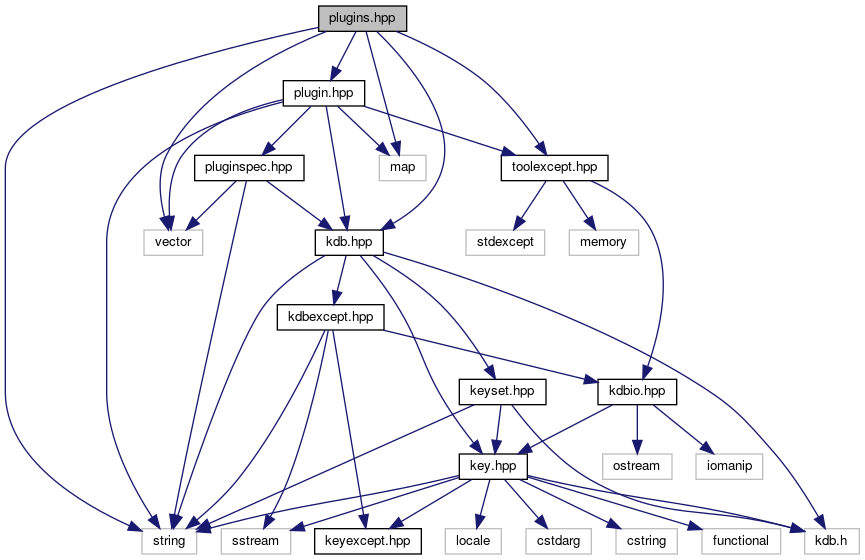 plugins.hpp
plugin.hpp
pluginspec.hpp
map
toolexcept.hpp
vector
kdb.hpp
stdexcept
memory
kdbexcept.hpp
keyset.hpp
kdbio.hpp
key.hpp
ostream
iomanip
string
sstream
keyexcept.hpp
locale
cstdarg
cstring
functional
kdb.h